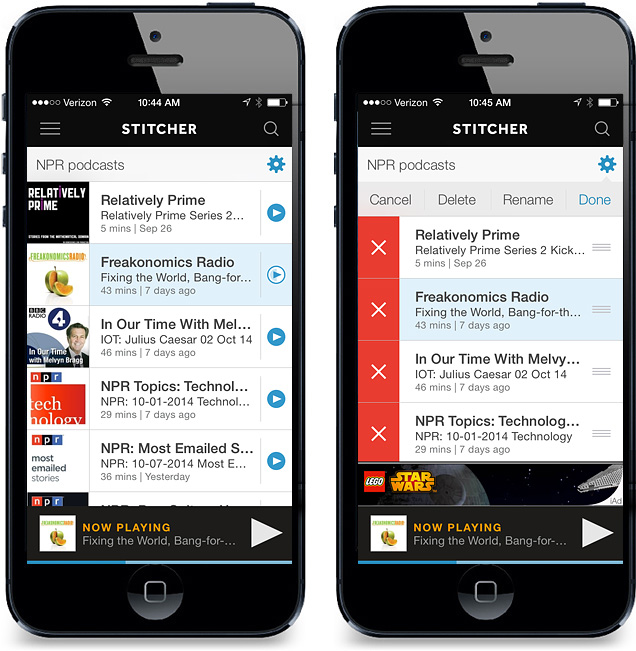 Verizon 10:44 AM
STITCHER
NPR podcasts
RELATIVELY
PRIME
STORIES FROM THE MATHEMATICAL DOMAIN
Relatively Prime
Relatively Prime Series 2...
5 mins | Sep 26
FREAKONOMICS RADIO
Freakonomics Radio
Fixing the World, Bang-for-...
43 mins | 7 days ago
BBC
RADIO 4
In Our Time
with
Melvyn Bragg
In Our Time With Mel...
IOT: Julius Caesar 02 Oct 14
46 mins | 7 days ago
npr
tech
nology
NPR Topics: Technol...
NPR: 10-01-2014 Technol...
29 mins | 7 days ago
npr
most
emailed
stories
NPR: Most Emailed S...
NPR: 10-07-2014 Most E...
36 mins | Yesterday
npr
FREAKONOMICS RADIO
NOW PLAYING
Fixing the World, Bang-for-...
Verizon 10:45 AM
STITCHER
NPR podcasts
Cancel Delete Rename Done
Relatively Prime
Relatively Prime Series 2 Kick...
5 mins | Sep 26
Freakonomics Radio
Fixing the World, Bang-for-th...
43 mins | 7 days ago
In Our Time With Melvy...
IOT: Julius Caesar 02 Oct 14
46 mins | 7 days ago
NPR Topics: Technolog...
NPR: 10-01-2014 Technology
29 mins | 7 days ago
LEGO STAR WARS
iAd
FREAKONOMICS RADIO
NOW PLAYING
Fixing the World, Bang-for-...